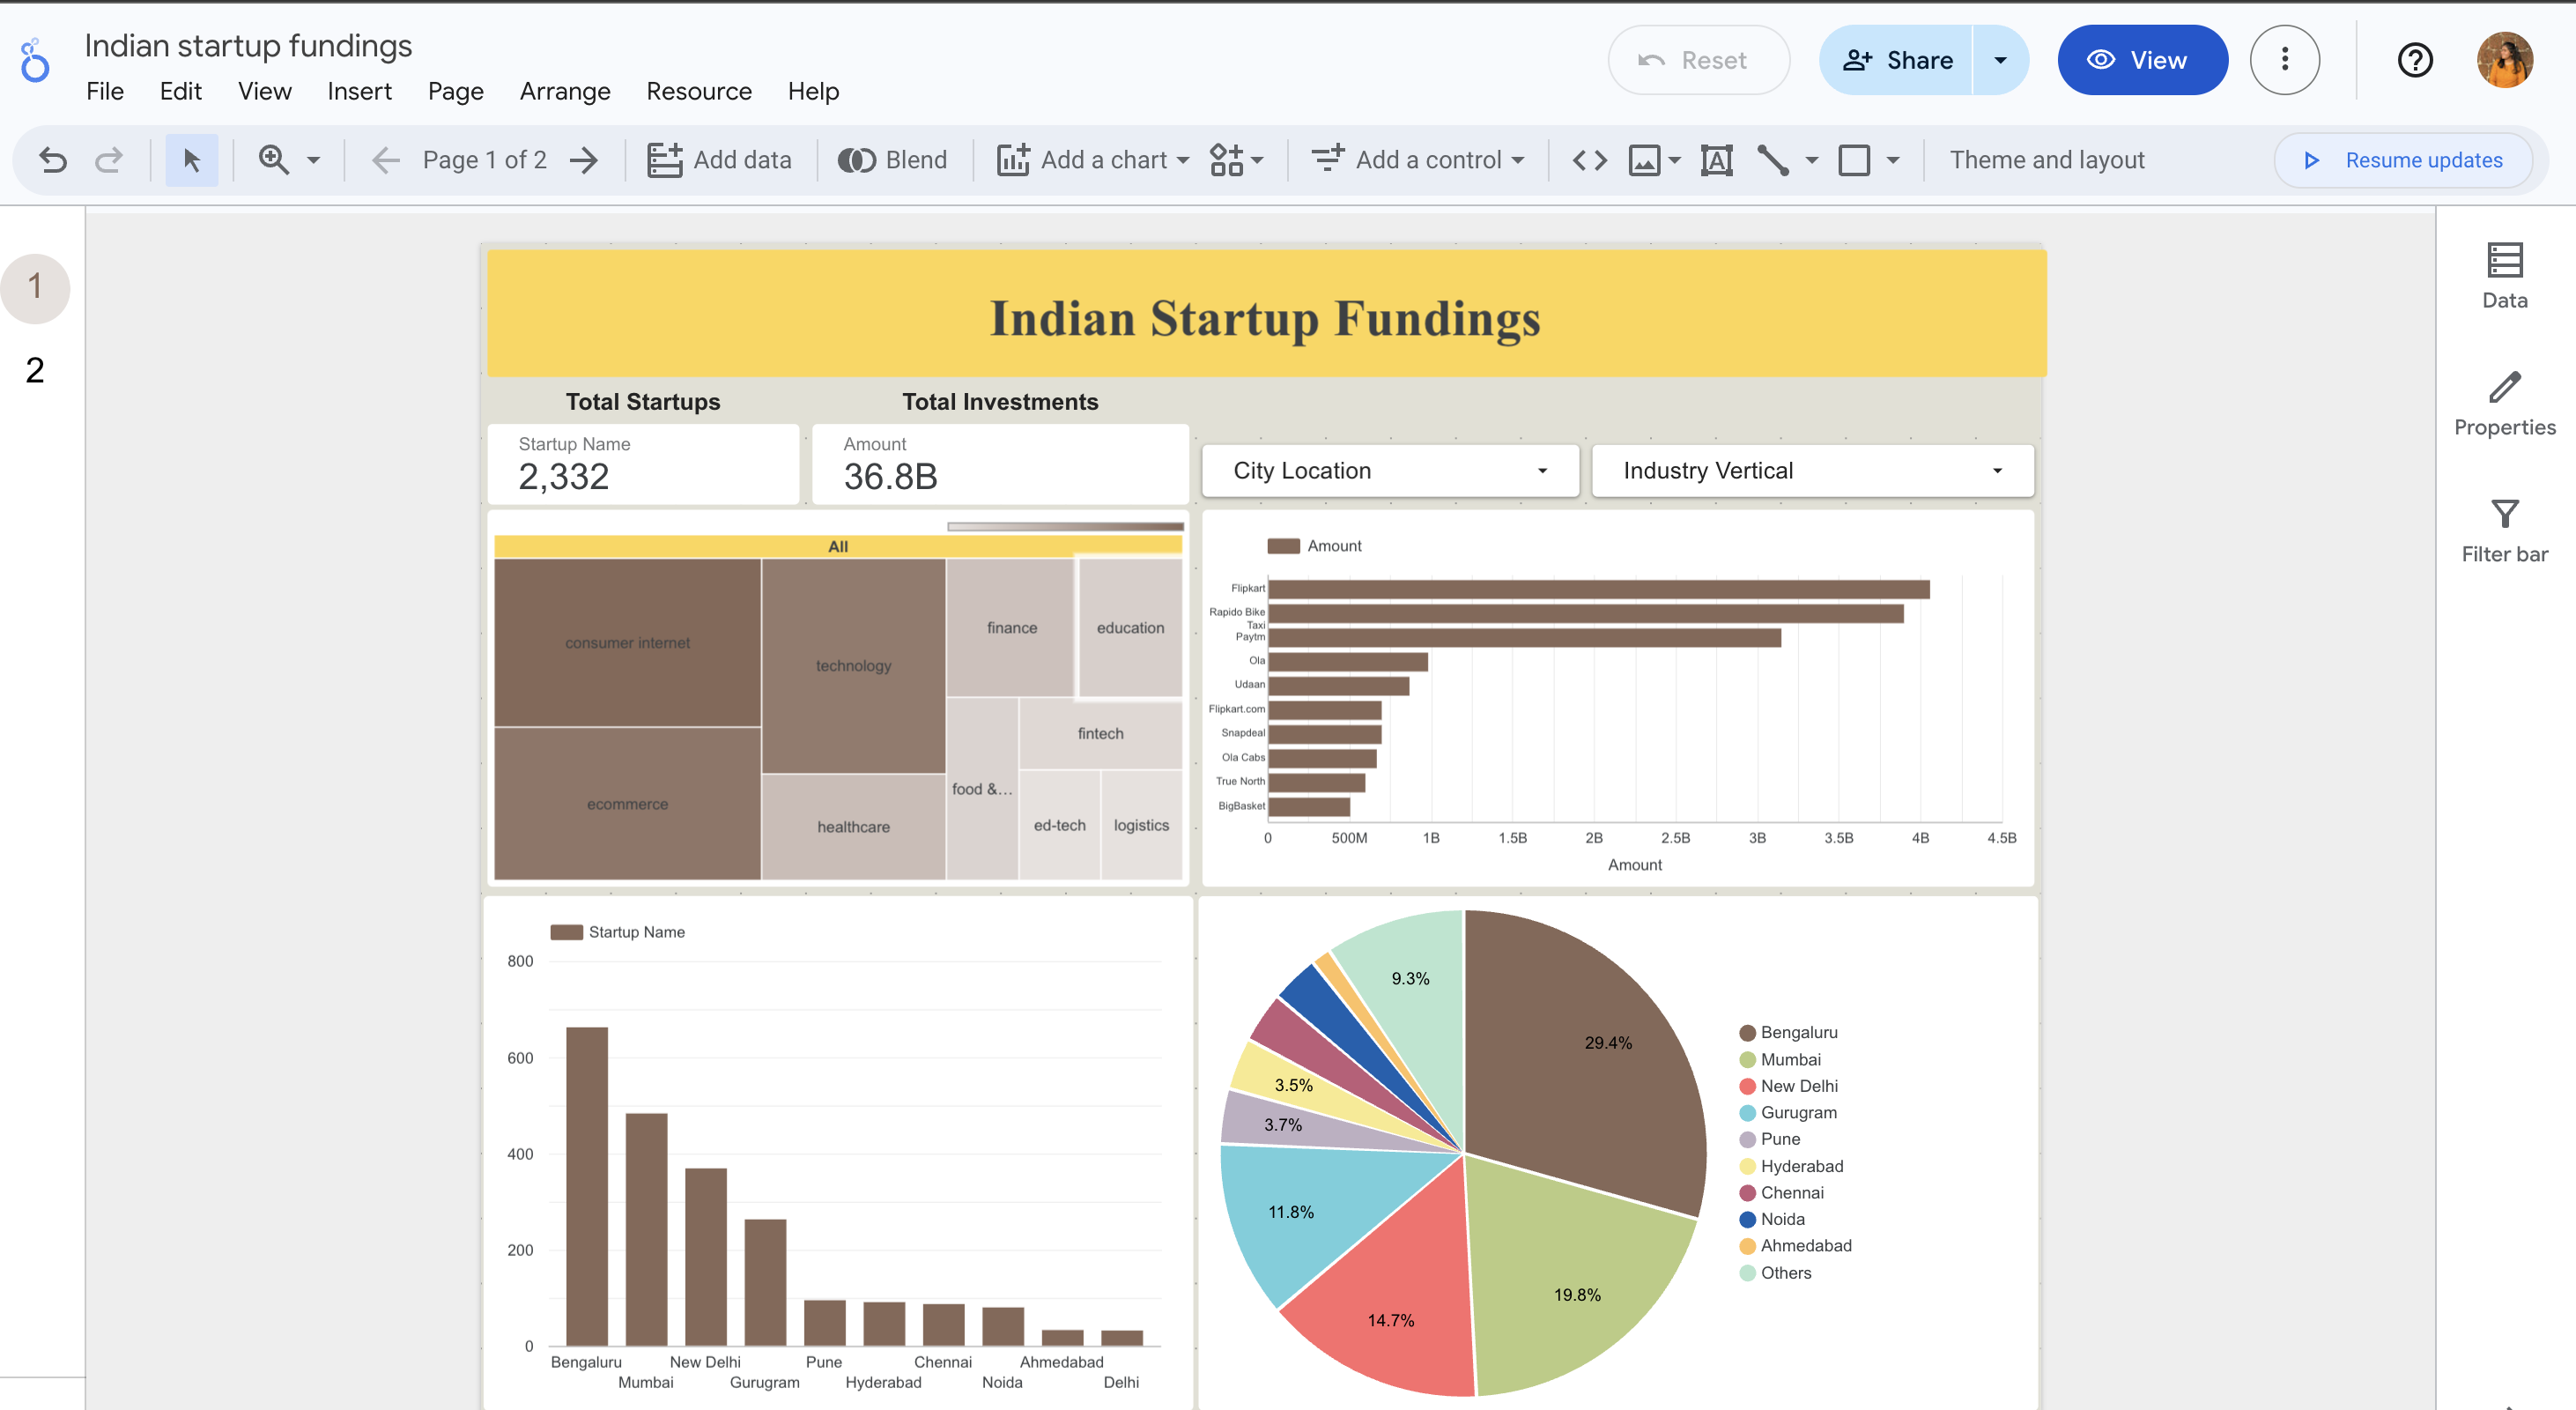 Indian startup fundings
File Edit View Insert Page Arrange Resource Help
Reset
Share
View
Page 1 of 2
Add data
Blend
Add a chart
Add a control
Theme and layout
Resume updates
1
2
Data
Properties
Filter bar
Indian Startup Fundings
Total Startups
Total Investments
Startup Name
2,332
Amount
36.8B
City Location
Industry Vertical
All
consumer internet
ecommerce
technology
healthcare
finance
education
food &...
fintech
ed-tech
logistics
Amount
Flipkart
Rapido Bike
Taxi
Paytm
Ola
Udaan
Flipkart.com
Snapdeal
Ola Cabs
True North
BigBasket
0 500M 1B 1.5B 2B 2.5B 3B 3.5B 4B 4.5B
Amount
Startup Name
800
600
400
200
0
Bengaluru New Delhi Pune Chennai Ahmedabad
Mumbai Gurugram Hyderabad Noida Delhi
9.3%
29.4%
3.5%
3.7%
11.8%
19.8%
14.7%
Bengaluru
Mumbai
New Delhi
Gurugram
Pune
Hyderabad
Chennai
Noida
Ahmedabad
Others